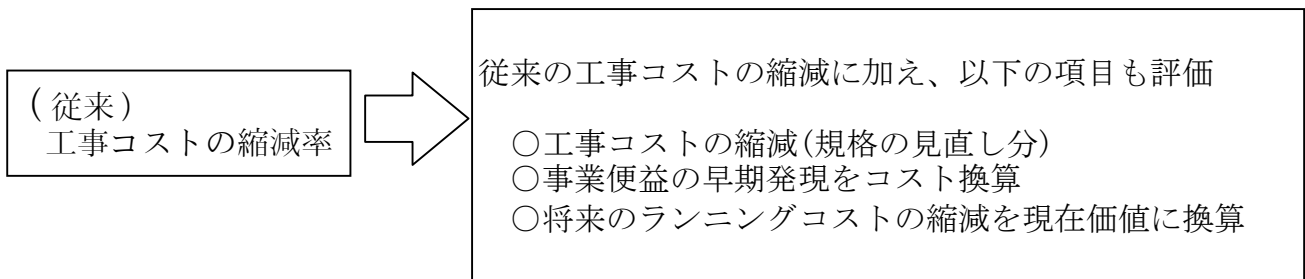 (従来)
工事コストの縮減率
従来の工事コストの縮減に加え、以下の項目も評価
○工事コストの縮減(規格の見直し分)
○事業便益の早期発現をコスト換算
○将来のランニングコストの縮減を現在価値に換算